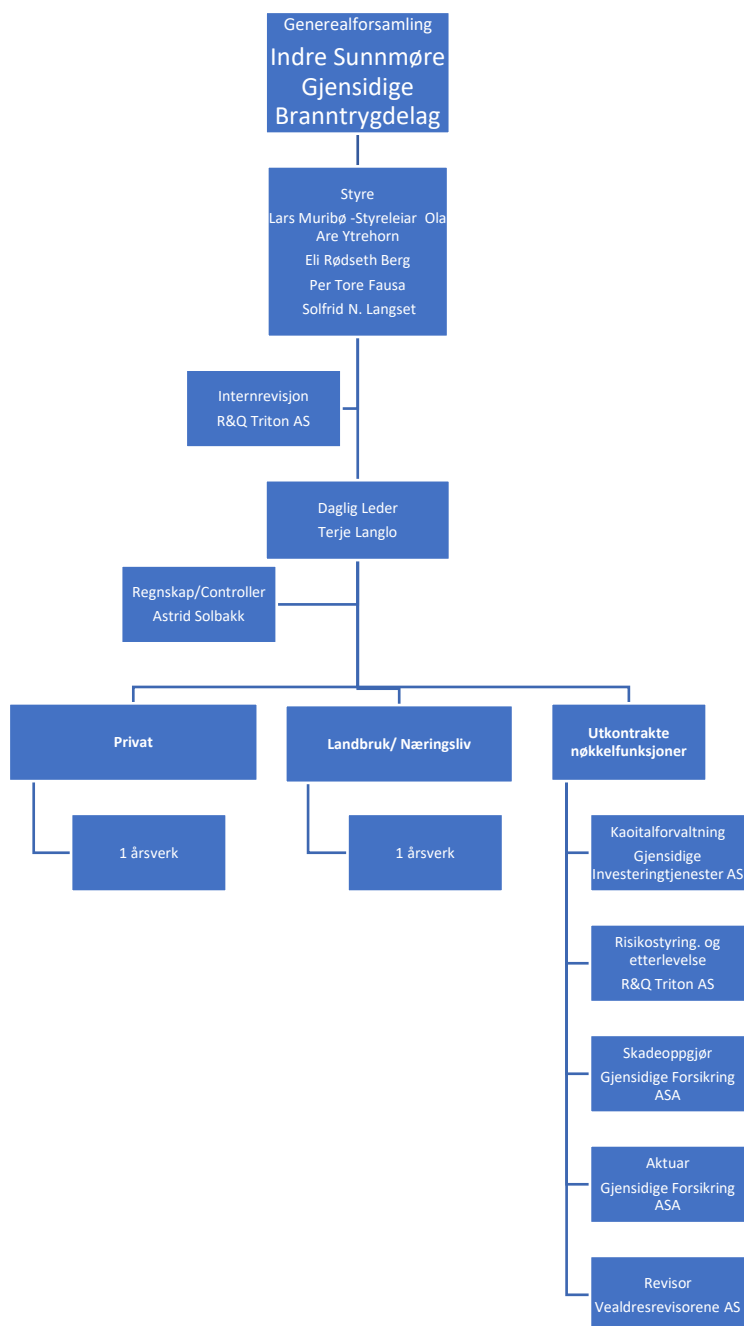 Generealforsamling
Indre Sunnmøre
Gjensidige
Branntrygdelag
Styre
Lars Muribø -Styreleiar Ola
Are Ytrehorn
Eli Rødseth Berg
Per Tore Fausa
Solfrid N. Langset
Internrevisjon
R&Q Triton AS
Daglig Leder
Terje Langlo
Regnskap/Controller
Astrid Solbakk
Privat
1 årsverk
Landbruk/ Næringsliv
1 årsverk
Utkontrakte
nøkkelfunksjoner
Kaoitalforvaltning
Gjensidige
Investeringtjenester AS
Risikostyring. og
etterlevelse
R&Q Triton AS
Skadeoppgjør
Gjensidige Forsikring
ASA
Aktuar
Gjensidige Forsikring
ASA
Revisor
Vealdresrevisorene AS